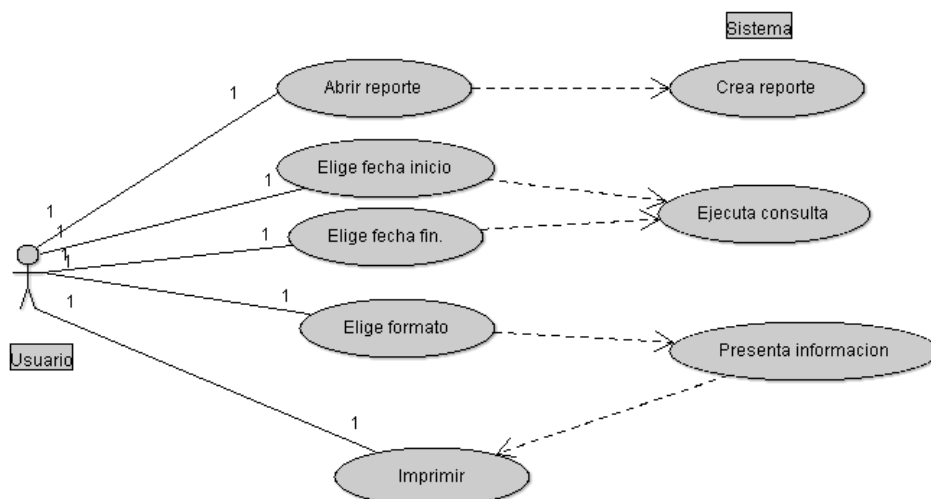 Sistema
Abrir reporte
Crea reporte
1
Elige fecha inicio
1
Ejecuta consulta
1
Elige fecha fin.
1
1
1
1
1
1
Elige formato
Presenta informacion
Usuario
1
Imprimir